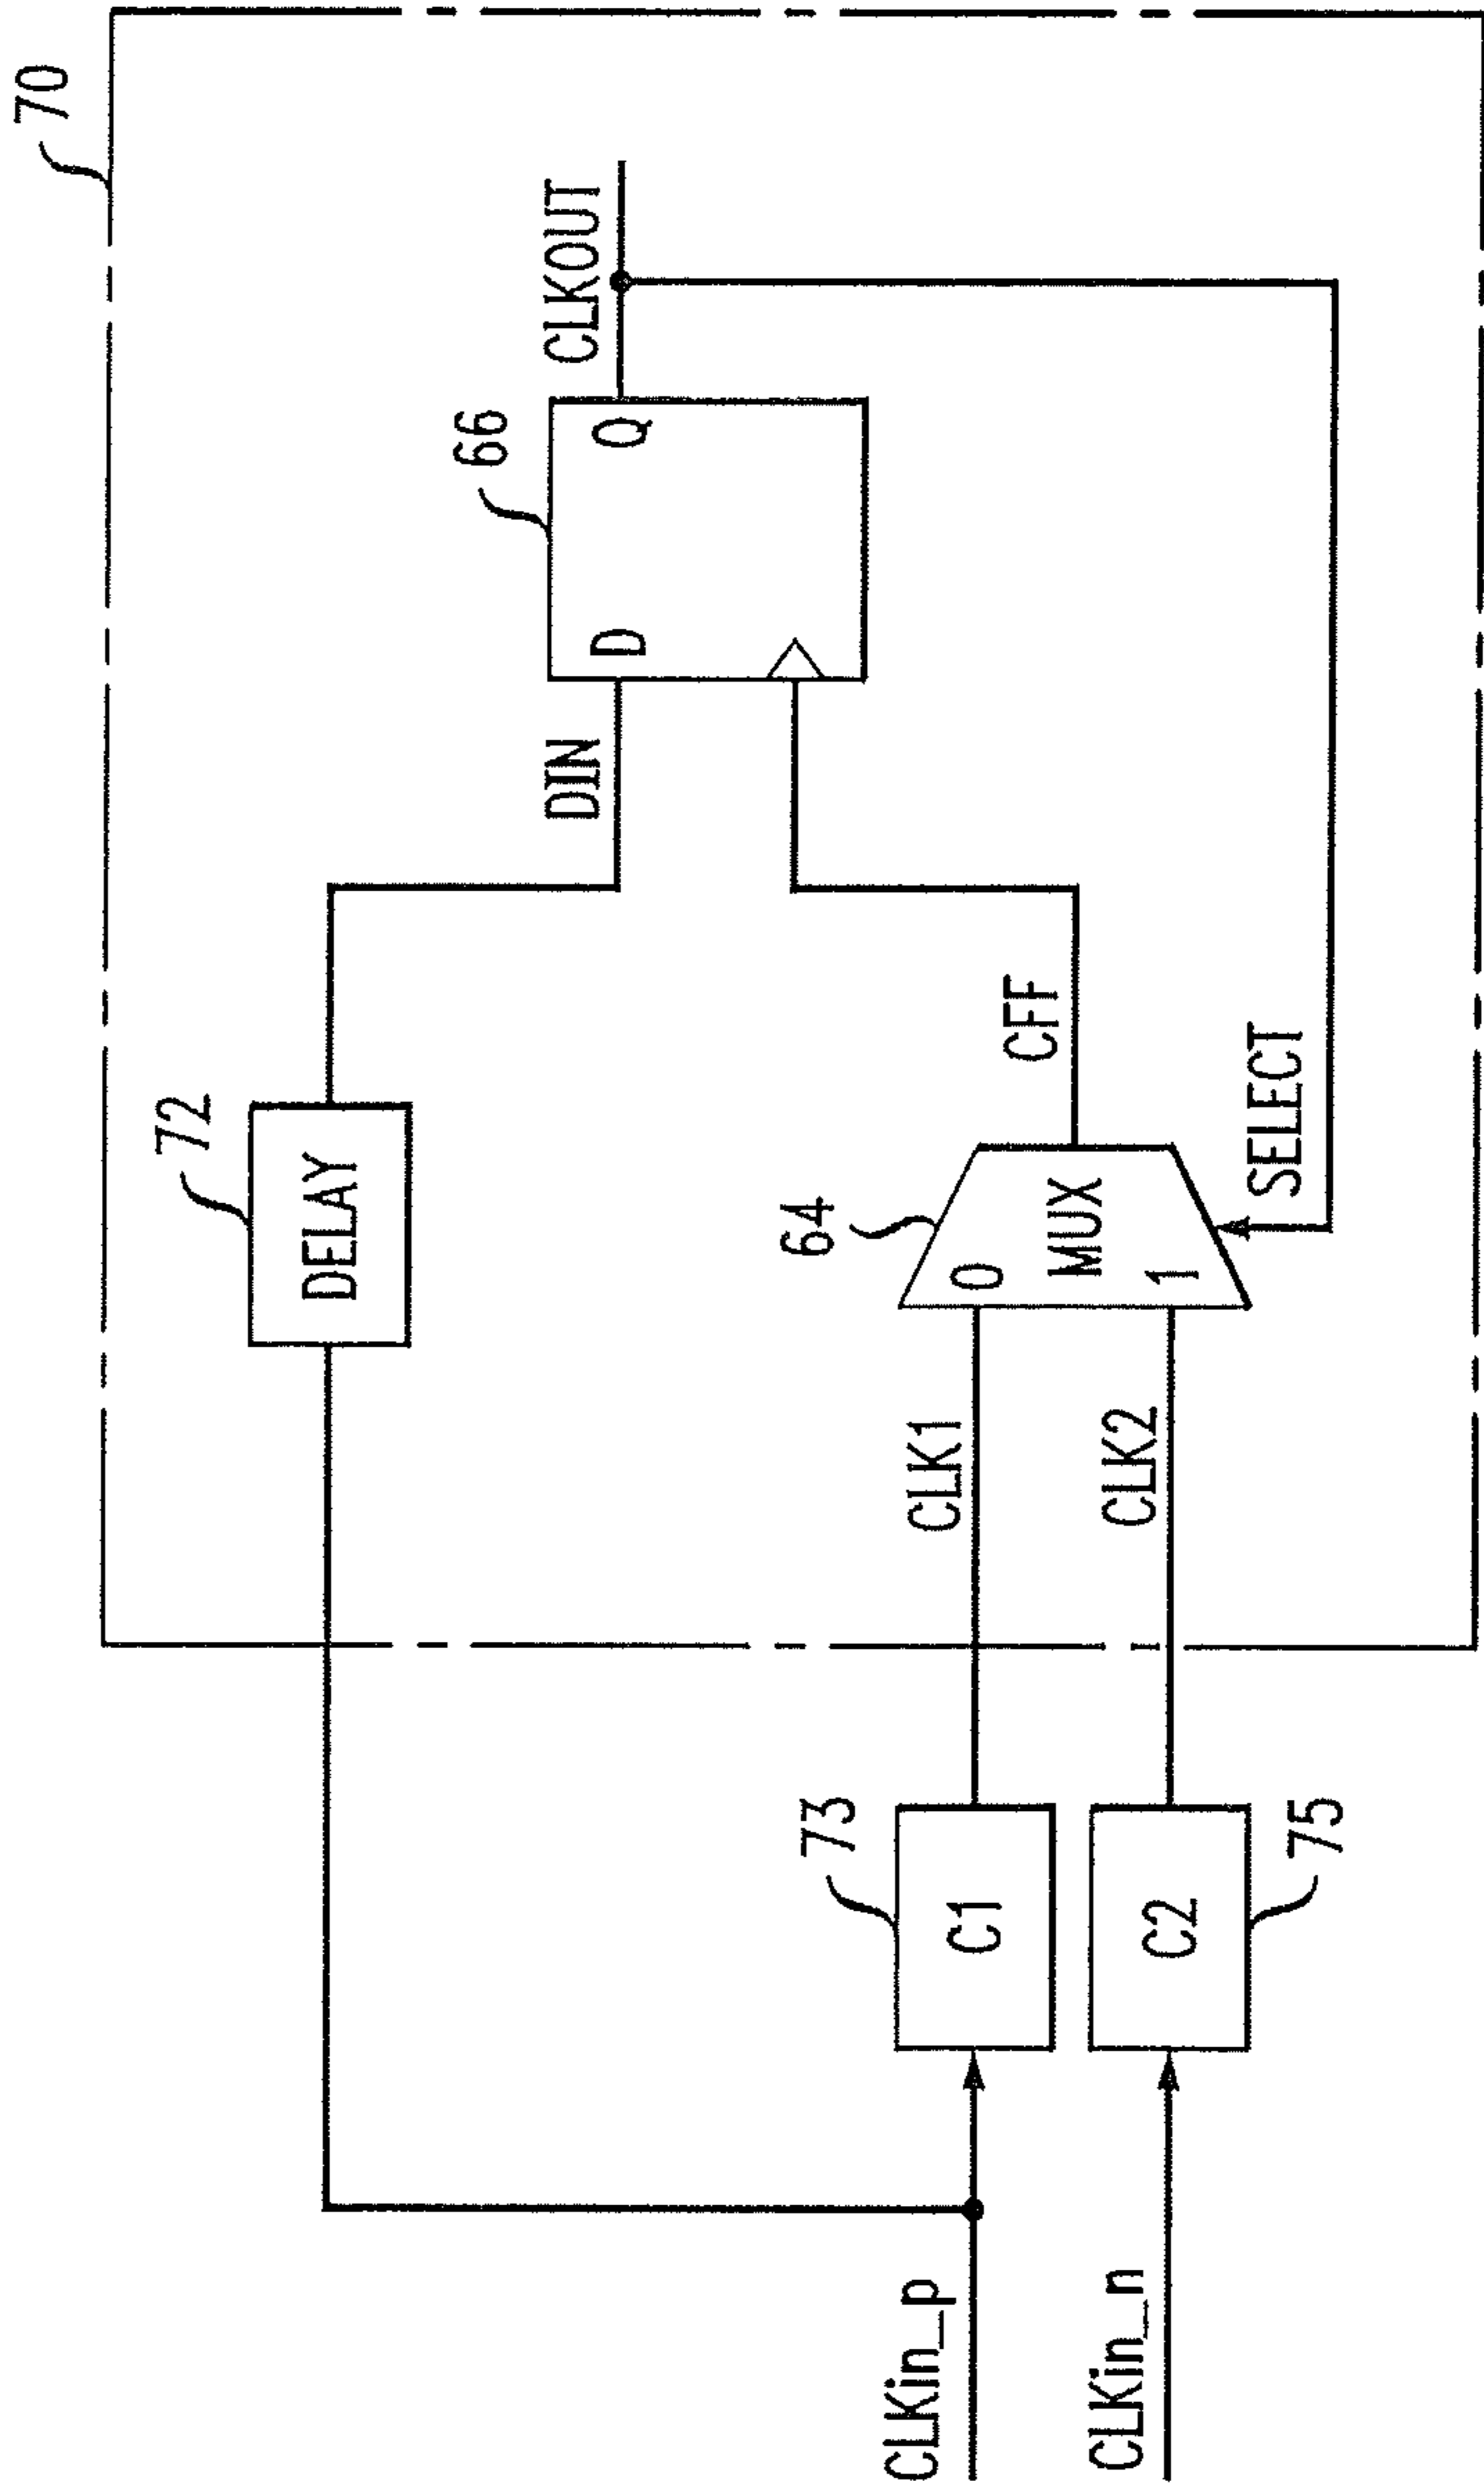 70
72
DELAY
66
DIN
D
Q
CLKOUT
64
CFF
CLK1
0
MUX
CLK2
1
SELECT
73
C1
CLKin_p
C2
CLKin_n
75